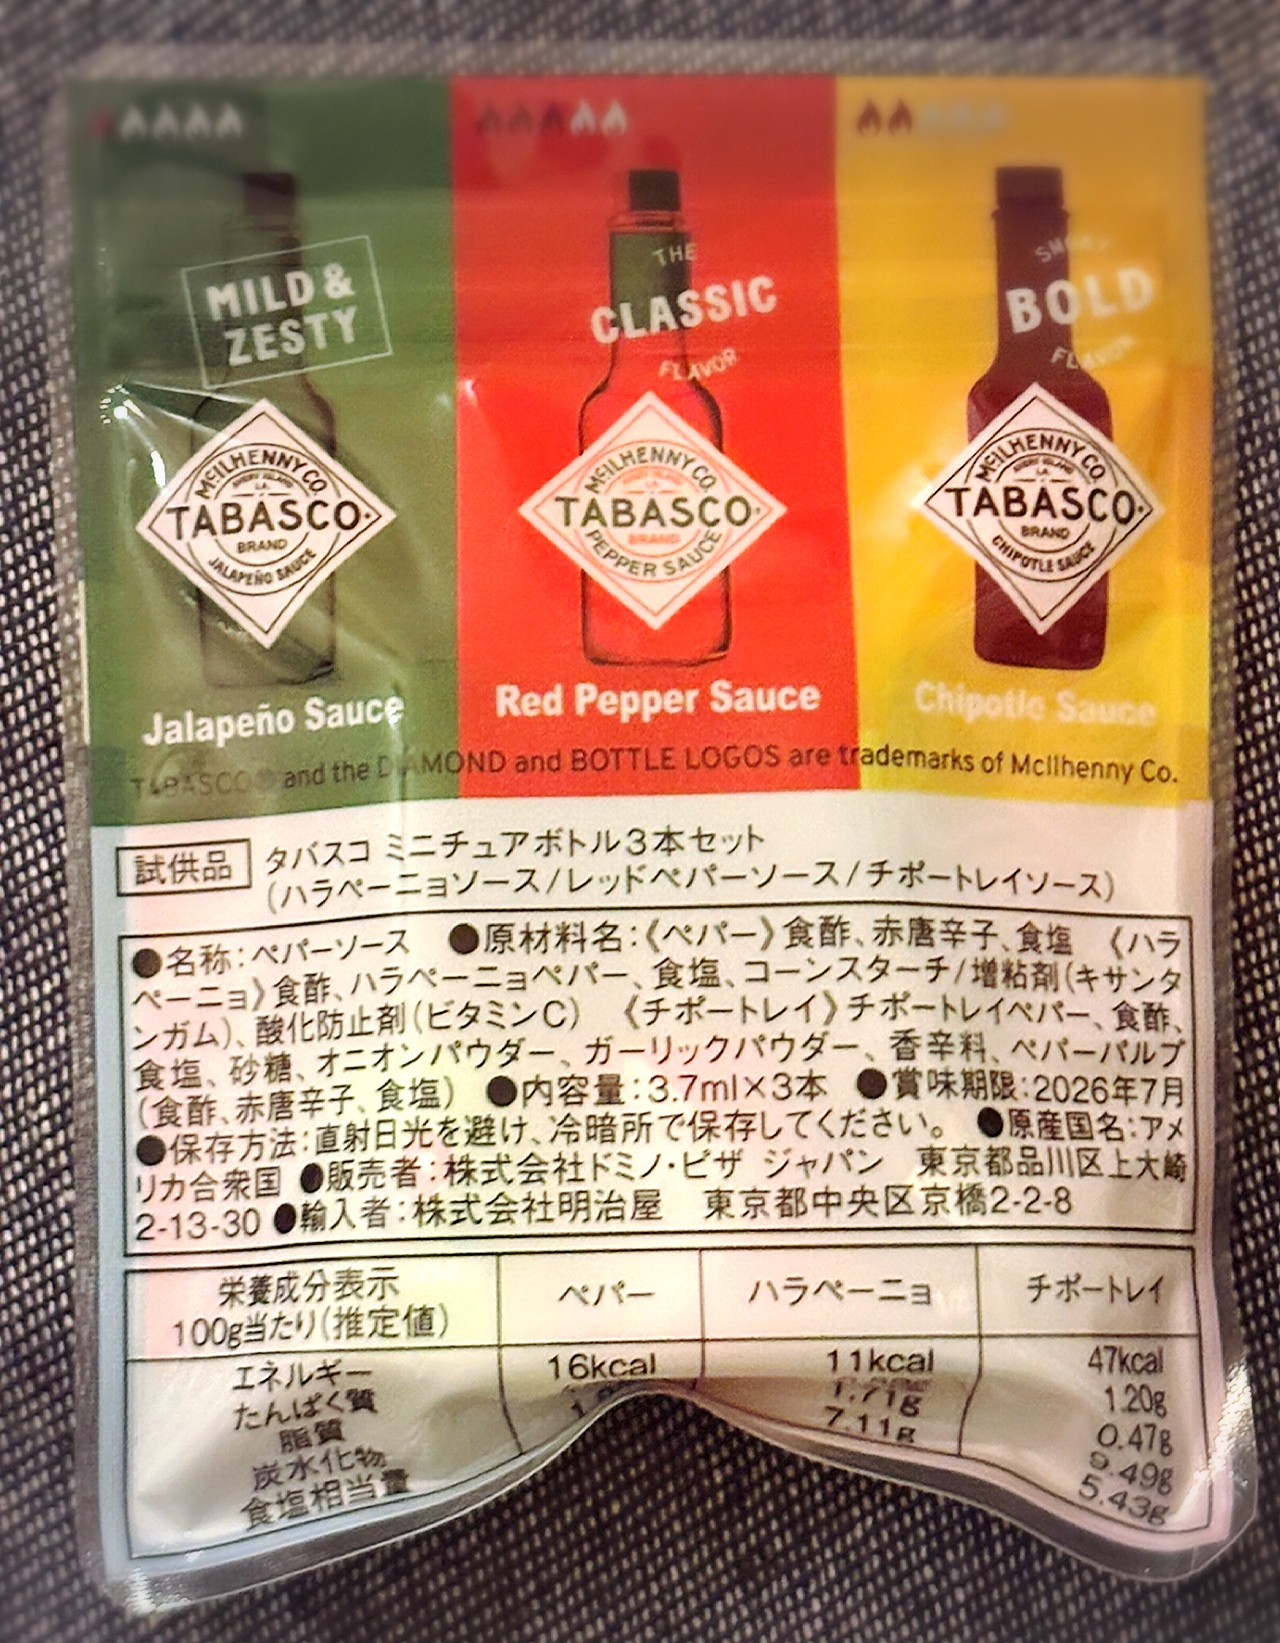 MILD &
ZESTY
McILHENNY CO.
AVERY ISLAND
LA.
TABASCO
BRAND
JALAPEÑO SAUCE
Jalapeño Sauce
THE
CLASSIC
FLAVOR
McILHENNY CO.
TABASCO
BRAND
PEPPER SAUCE
Red Pepper Sauce
SMOKY
BOLD
FLAVOR
McILHENNY CO.
AVERY ISLAND
LA.
TABASCO
BRAND
CHIPOTLE SAUCE
Chipotle Sauce
TABASCO® and the DIAMOND and BOTTLE LOGOS are trademarks of McIlhenny Co.
試供品 タバスコ ミニチュアボトル3本セット
(ハラペーニョソース/レッドペパーソース/チポートレイソース)
●名称:ペパーソース ●原材料名:《ペパー》食酢、赤唐辛子、食塩 《ハラ
ペーニョ》食酢、ハラペーニョペパー、食塩、コーンスターチ/増粘剤(キサンタ
ンガム)、酸化防止剤(ビタミンC) 《チポートレイ》チポートレイペパー、食酢、
食塩、砂糖、オニオンパウダー、ガーリックパウダー、香辛料、ペパーパルプ
(食酢、赤唐辛子、食塩) ●内容量:3.7ml×3本 ●賞味期限:2026年7月
●保存方法:直射日光を避け、冷暗所で保存してください。 ●原産国名:アメ
リカ合衆国 ●販売者:株式会社ドミノ・ピザ ジャパン 東京都品川区上大崎
2-13-30 ●輸入者:株式会社明治屋 東京都中央区京橋2-2-8
栄養成分表示 ペパー ハラペーニョ チポートレイ
100g当たり(推定値)
エネルギー 16kcal 11kcal 47kcal
たんぱく質 1.20g
脂質 0.47g
炭水化物 1.71g 9.49g
食塩相当量 7.11g 5.43g